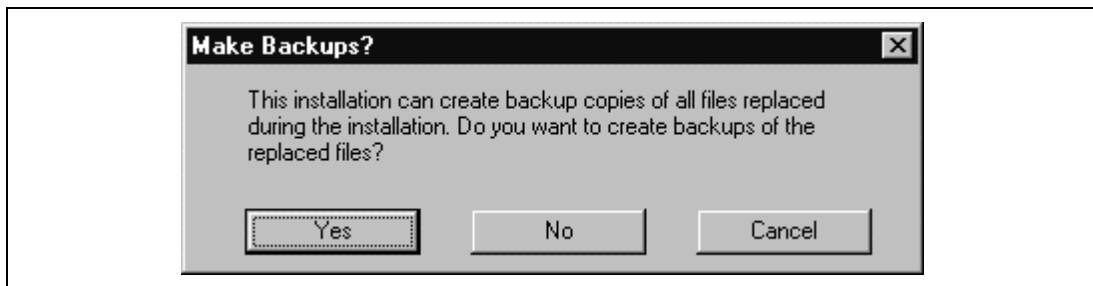 Make Backups?
This installation can create backup copies of all files replaced
during the installation. Do you want to create backups of the
replaced files?
Yes
No
Cancel